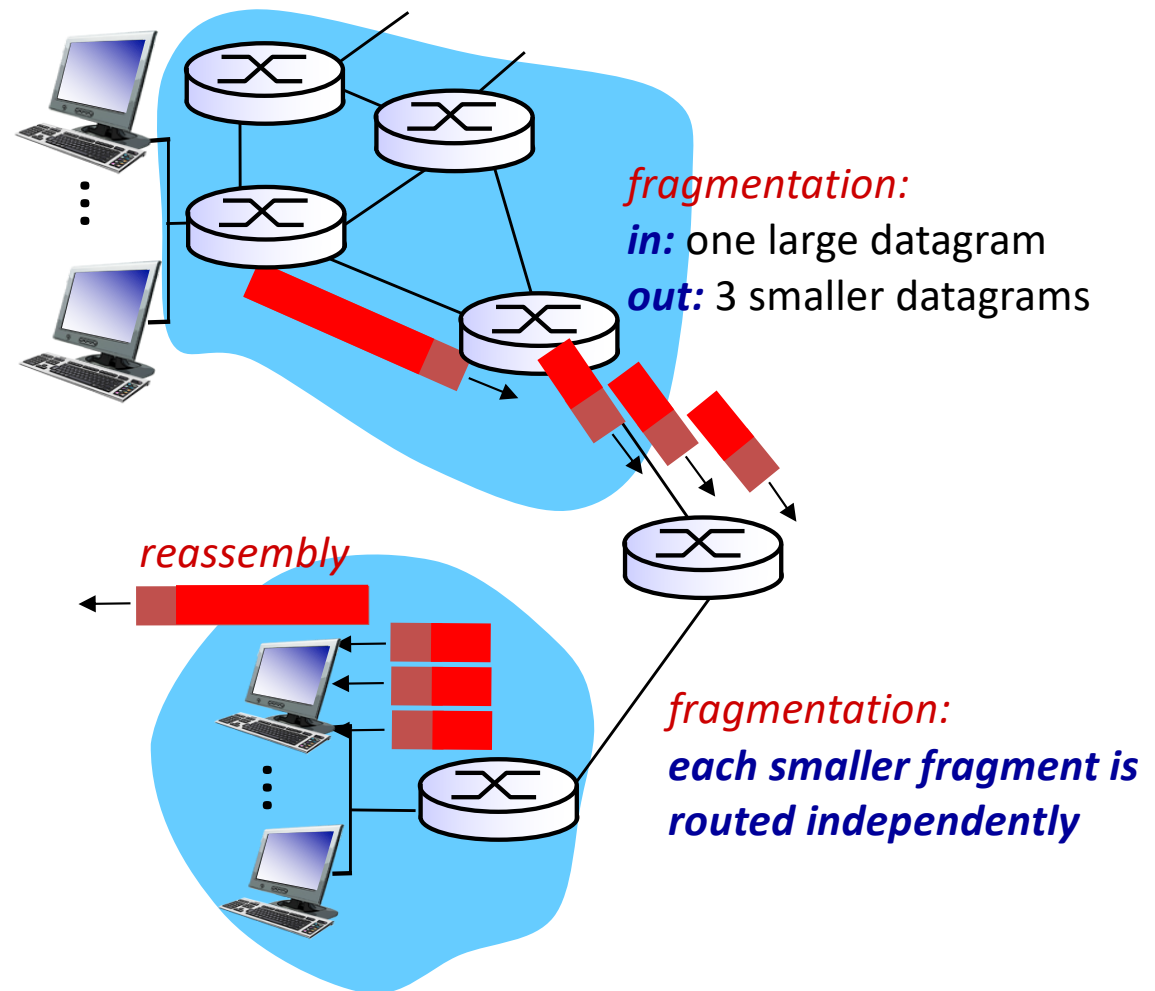 fragmentation:
in: one large datagram
out: 3 smaller datagrams
reassembly
fragmentation:
each smaller fragment is
routed independently